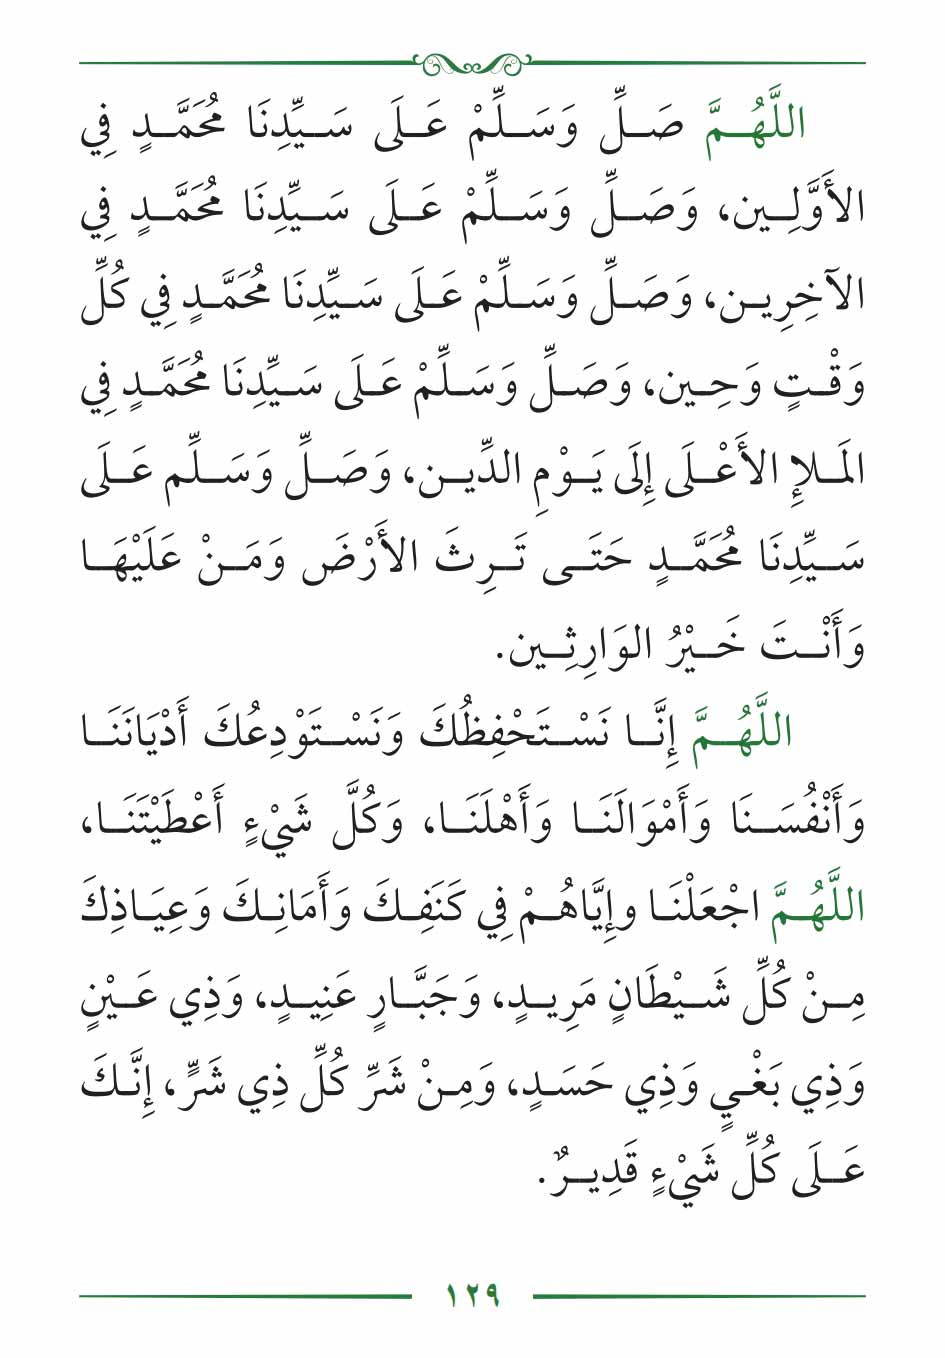 اللَّهُمَّ صَلِّ وَسَلِّمْ عَلَى سَيِّدِنَا مُحَمَّدٍ فِي
الأَوَّلِين، وَصَلِّ وَسَلِّمْ عَلَى سَيِّدِنَا مُحَمَّدٍ فِي
الآخِرِين، وَصَلِّ وَسَلِّمْ عَلَى سَيِّدِنَا مُحَمَّدٍ فِي كُلِّ
وَقْتٍ وَحِين، وَصَلِّ وَسَلِّمْ عَلَى سَيِّدِنَا مُحَمَّدٍ فِي
المَلإِ الأَعْلَى إِلَى يَوْمِ الدِّين، وَصَلِّ وَسَلِّم عَلَى
سَيِّدِنَا مُحَمَّدٍ حَتَى تَرِثَ الأَرْضَ وَمَنْ عَلَيْهَا
وَأَنْتَ خَيْرُ الوَارِثِين.
اللَّهُمَّ إِنَّا نَسْتَحْفِظُكَ وَنَسْتَوْدِعُكَ أَدْيَانَنَا
وَأَنْفُسَنَا وَأَمْوَالَنَا وَأَهْلَنَا، وَكُلَّ شَيْءٍ أَعْطَيْتَنَا،
اللَّهُمَّ اجْعَلْنَا وإِيَّاهُمْ فِي كَنَفِكَ وَأَمَانِكَ وَعِيَاذِكَ
مِنْ كُلِّ شَيْطَانٍ مَرِيدٍ، وَجَبَّارٍ عَنِيدٍ، وَذِي عَيْنٍ
وَذِي بَغْيٍ وَذِي حَسَدٍ، وَمِنْ شَرِّ كُلِّ ذِي شَرٍّ، إِنَّكَ
عَلَى كُلِّ شَيْءٍ قَدِيرٌ.
١٢٩